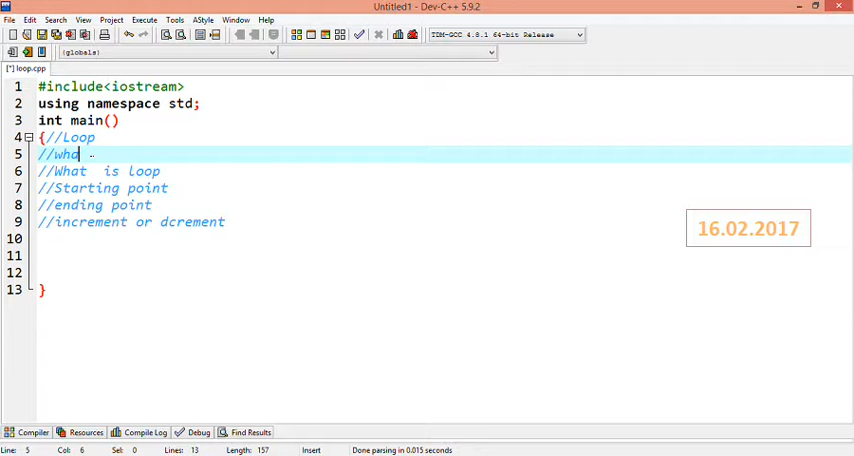 Untitled1 - Dev-C++ 5.9.2
File Edit Search View Project Execute Tools AStyle Window Help
TDM-GCC 4.8.1 64-bit Release
(globals)
[*] loop.cpp
1 #include<iostream>
2 using namespace std;
3 int main()
4 {//Loop
5 //wha
6 //What  is loop
7 //Starting point
8 //ending point
9 //increment or dcrement
10
11
12
13 }
16.02.2017
Compiler Resources Compile Log Debug Find Results
Line: 5 Col: 6 Sel: 0 Lines: 13 Length: 157 Insert Done parsing in 0.015 seconds